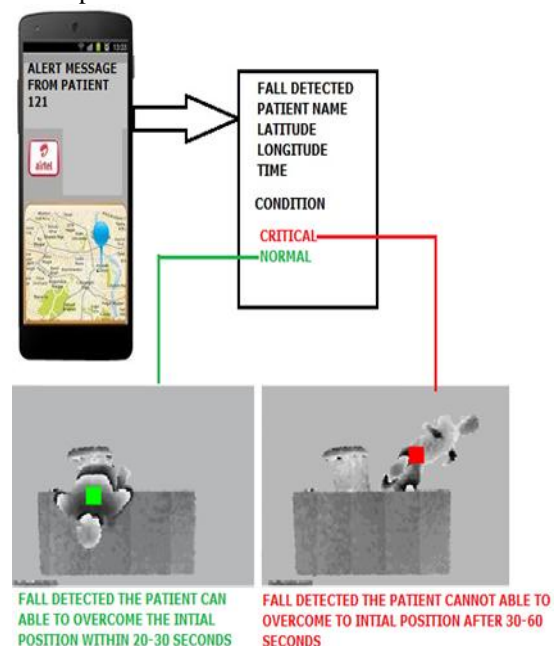 13:03
ALERT MESSAGE
FROM PATIENT
121
airtel
FALL DETECTED
PATIENT NAME
LATITUDE
LONGITUDE
TIME
CONDITION
CRITICAL
NORMAL
FALL DETECTED THE PATIENT CAN
ABLE TO OVERCOME THE INTIAL
POSITION WITHIN 20-30 SECONDS
FALL DETECTED THE PATIENT CANNOT ABLE TO
OVERCOME TO INTIAL POSITION AFTER 30-60
SECONDS